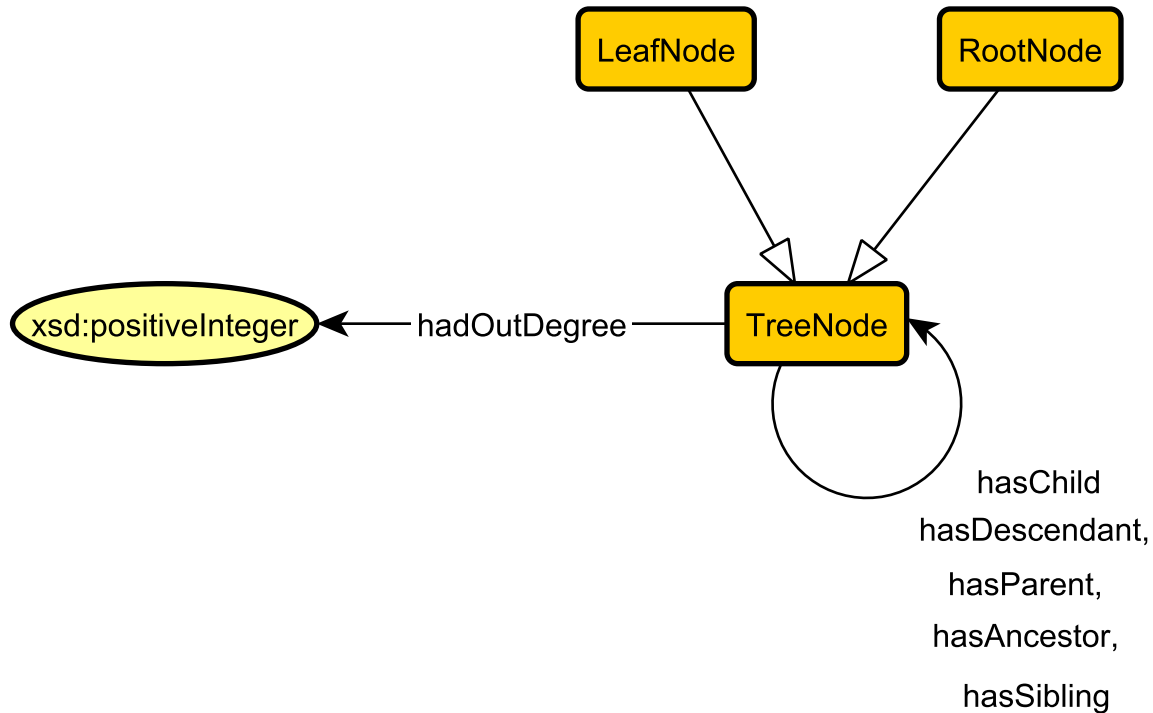 LeafNode
RootNode
xsd:positiveInteger
hadOutDegree
TreeNode
hasChild
hasDescendant,
hasParent,
hasAncestor,
hasSibling